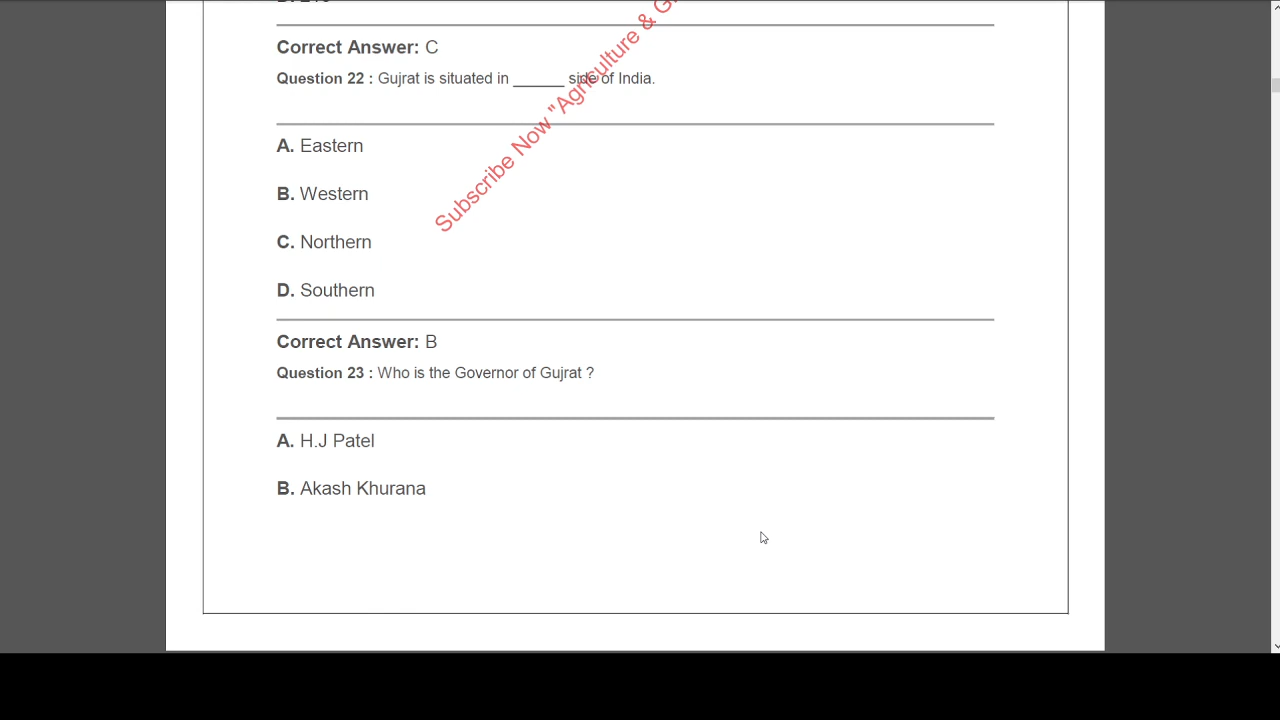 Correct Answer: C
Question 22 : Gujrat is situated in ______ side of India.
Subscribe Now "Agriculture &
A. Eastern
B. Western
C. Northern
D. Southern
Correct Answer: B
Question 23 : Who is the Governor of Gujrat ?
A. H.J Patel
B. Akash Khurana